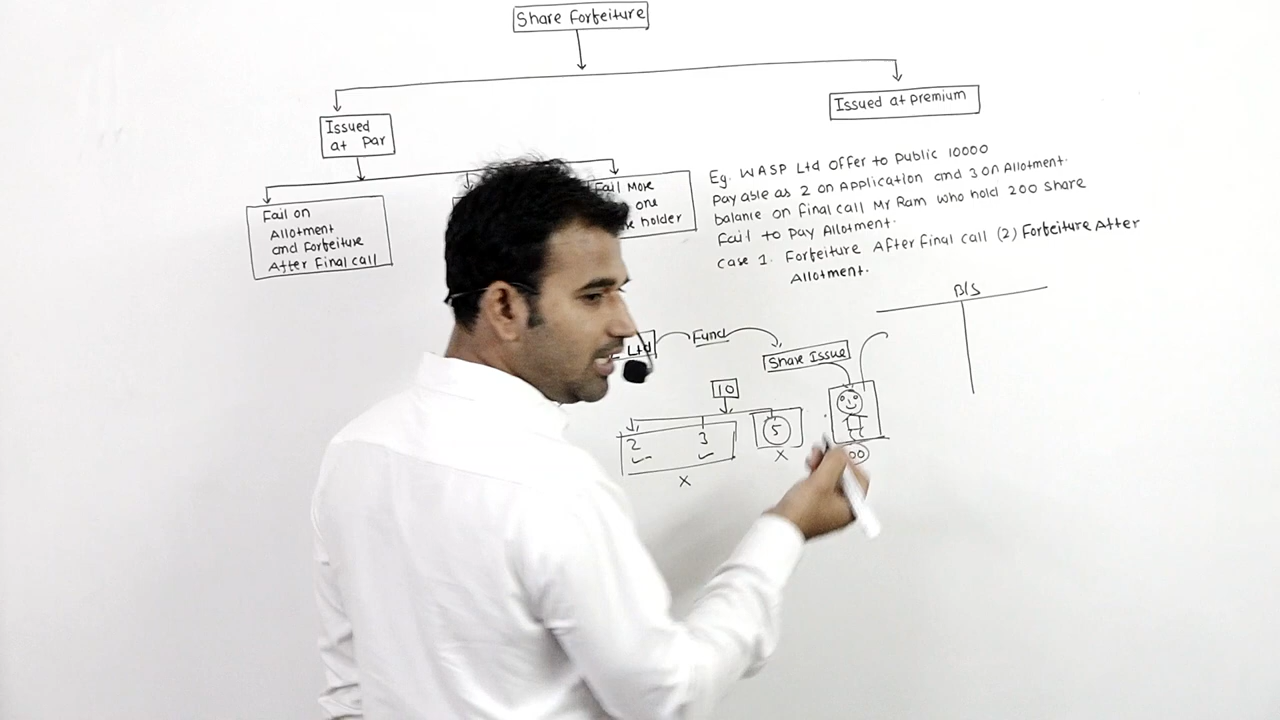 Share Forfeiture
Issued
at Par
Issued at premium
Fail on
Allotment
and Forfeiture
After Final call
Fail More
one
holder
Eg. WASP Ltd offer to Public 10000
Pay able as 2 on Application and 3 on Allotment.
balance on final call Mr Ram who hold 200 share
Fail to Pay Allotment.
case 1. Forfeiture After final call (2) Forfeiture After
Allotment.
B/S
Ltd
Fund
Share Issue
10
2
3
5
X
X
00